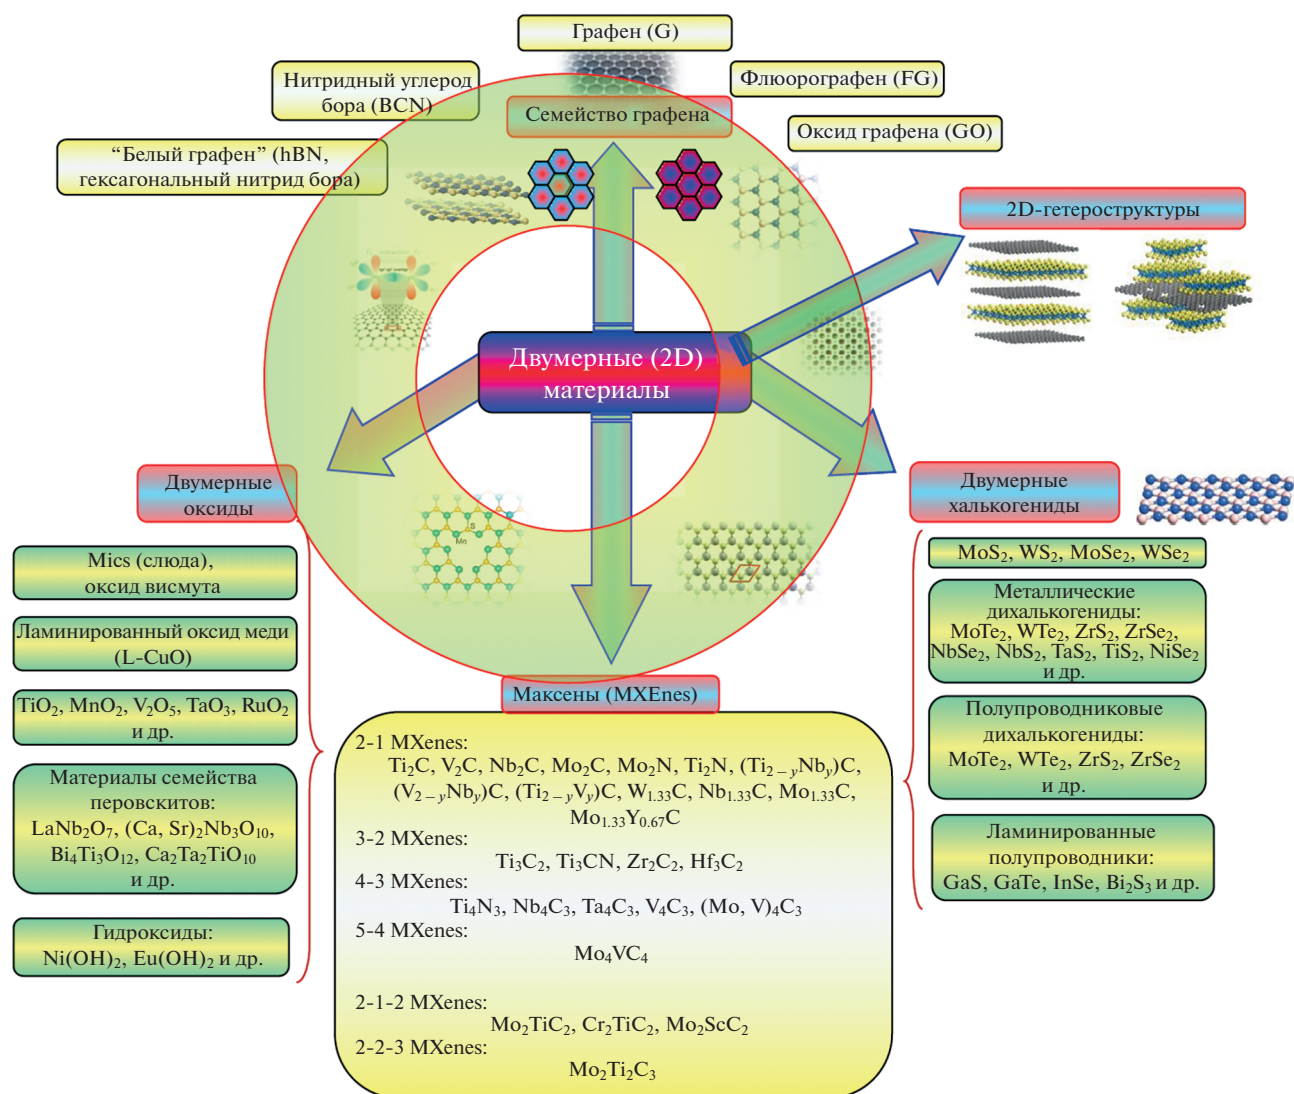 Графен (G)
Нитридный углерод
бора (BCN)
Флюорографен (FG)
Семейство графена
Оксид графена (GO)
“Белый графен” (hBN,
гексагональный нитрид бора)
2D-гетероструктуры
Двумерные (2D)
материалы
Двумерные
оксиды
Mics (слюда),
оксид висмута
Ламинированный оксид меди
(L-CuO)
TiO₂, MnO₂, V₂O₅, TaO₃, RuO₂
и др.
Материалы семейства
перовскитов:
LaNb₂O₇, (Ca, Sr)₂Nb₃O₁₀,
Bi₄Ti₃O₁₂, Ca₂Ta₂TiO₁₀
и др.
Гидроксиды:
Ni(OH)₂, Eu(OH)₂ и др.
S
Mo
Максены (MXEnes)
2-1 MXenes:
Ti₂C, V₂C, Nb₂C, Mo₂C, Mo₂N, Ti₂N, (Ti₂ ₋ yNby)C,
(V₂ ₋ yNby)C, (Ti₂ ₋ yVy)C, W₁.₃₃C, Nb₁.₃₃C, Mo₁.₃₃C,
Mo₁.₃₃Y₀.₆₇C
3-2 MXenes:
Ti₃C₂, Ti₃CN, Zr₂C₂, Hf₃C₂
4-3 MXenes:
Ti₄N₃, Nb₄C₃, Ta₄C₃, V₄C₃, (Mo, V)₄C₃
5-4 MXenes:
Mo₄VC₄
2-1-2 MXenes:
Mo₂TiC₂, Cr₂TiC₂, Mo₂ScC₂
2-2-3 MXenes:
Mo₂Ti₂C₃
Двумерные
халькогениды
MoS₂, WS₂, MoSe₂, WSe₂
Металлические
дихалькогениды:
MoTe₂, WTe₂, ZrS₂, ZrSe₂,
NbSe₂, NbS₂, TaS₂, TiS₂, NiSe₂
и др.
Полупроводниковые
дихалькогениды:
MoTe₂, WTe₂, ZrS₂, ZrSe₂
и др.
Ламинированные
полупроводники:
GaS, GaTe, InSe, Bi₂S₃ и др.